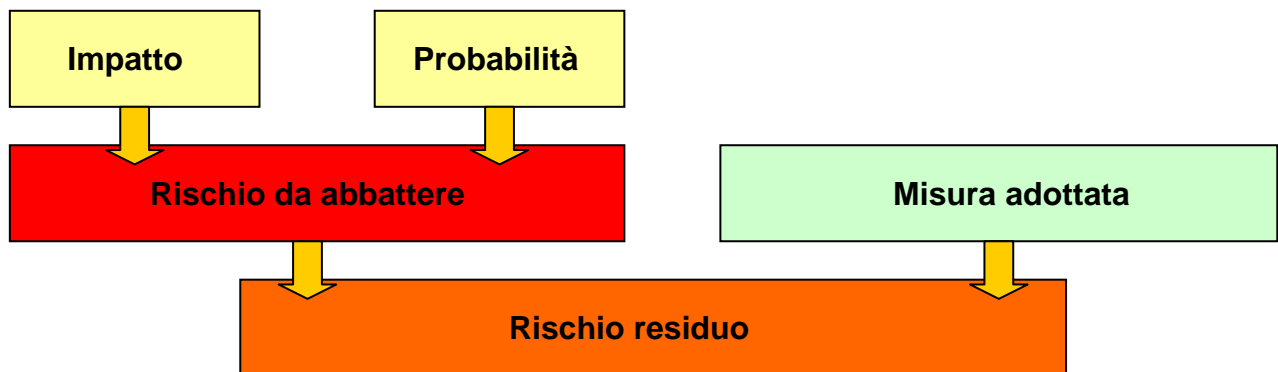 Impatto
Probabilità
Rischio da abbattere
Misura adottata
Rischio residuo